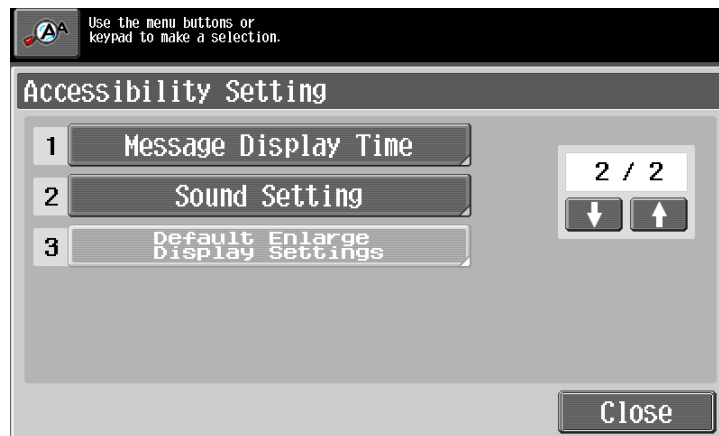 AA
Use the menu buttons or
keypad to make a selection.
Accessibility Setting
1 Message Display Time
2 / 2
2 Sound Setting
3 Default Enlarge
Display Settings
Close